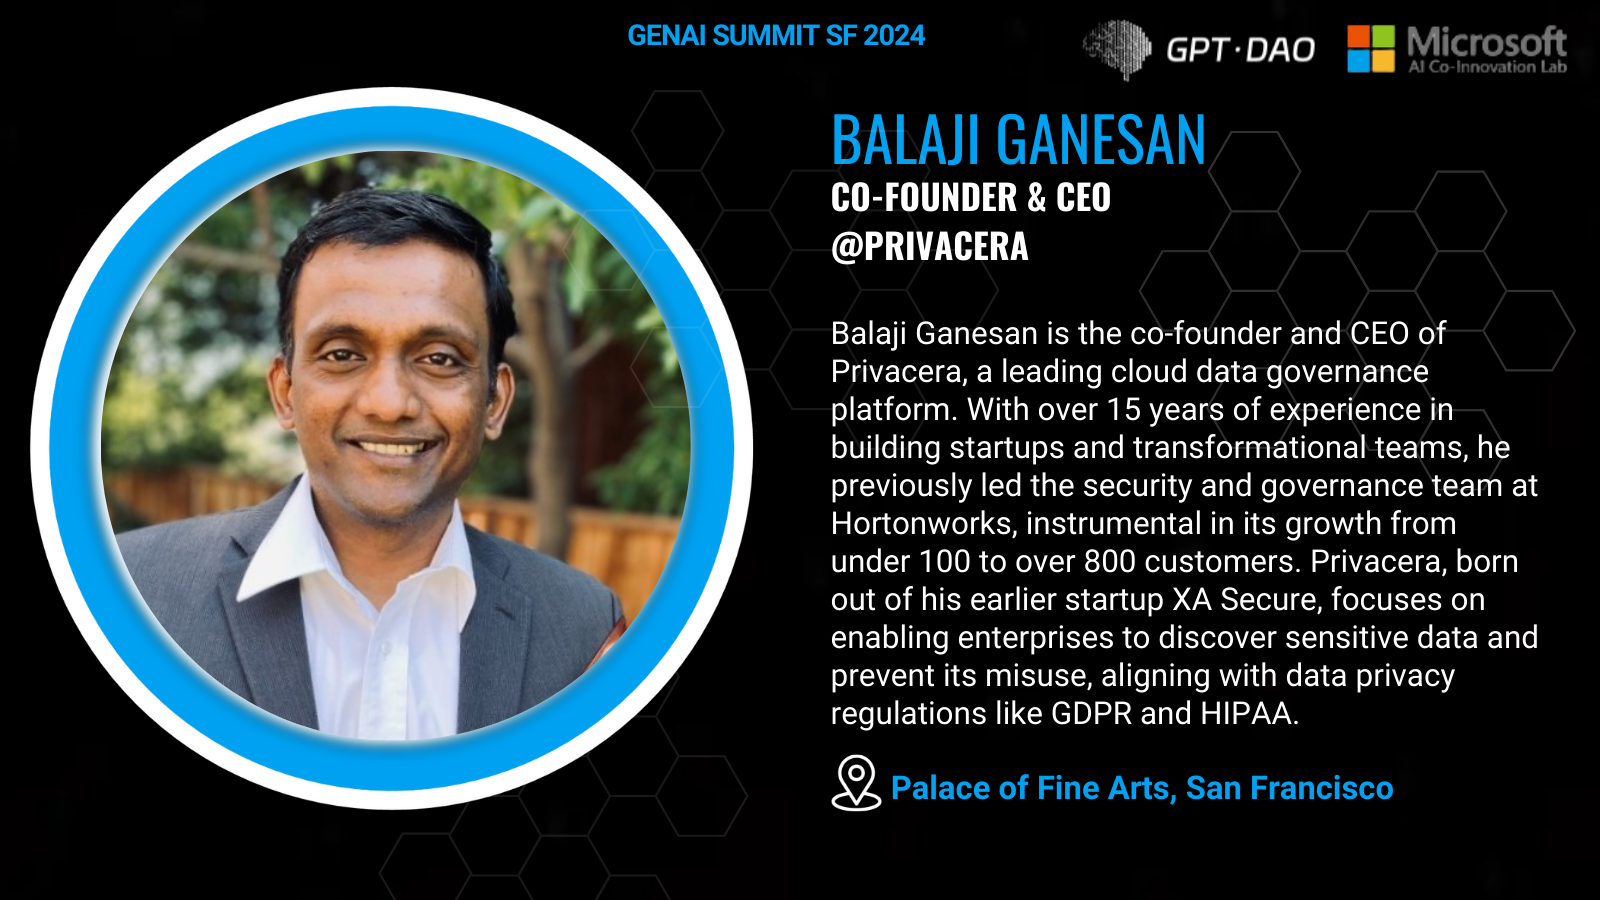 GENAI SUMMIT SF 2024
GPT·DAO
Microsoft
AI Co-Innovation Lab
BALAJI GANESAN
CO-FOUNDER & CEO
@PRIVACERA
Balaji Ganesan is the co-founder and CEO of
Privacera, a leading cloud data governance
platform. With over 15 years of experience in
building startups and transformational teams, he
previously led the security and governance team at
Hortonworks, instrumental in its growth from
under 100 to over 800 customers. Privacera, born
out of his earlier startup XA Secure, focuses on
enabling enterprises to discover sensitive data and
prevent its misuse, aligning with data privacy
regulations like GDPR and HIPAA.
Palace of Fine Arts, San Francisco